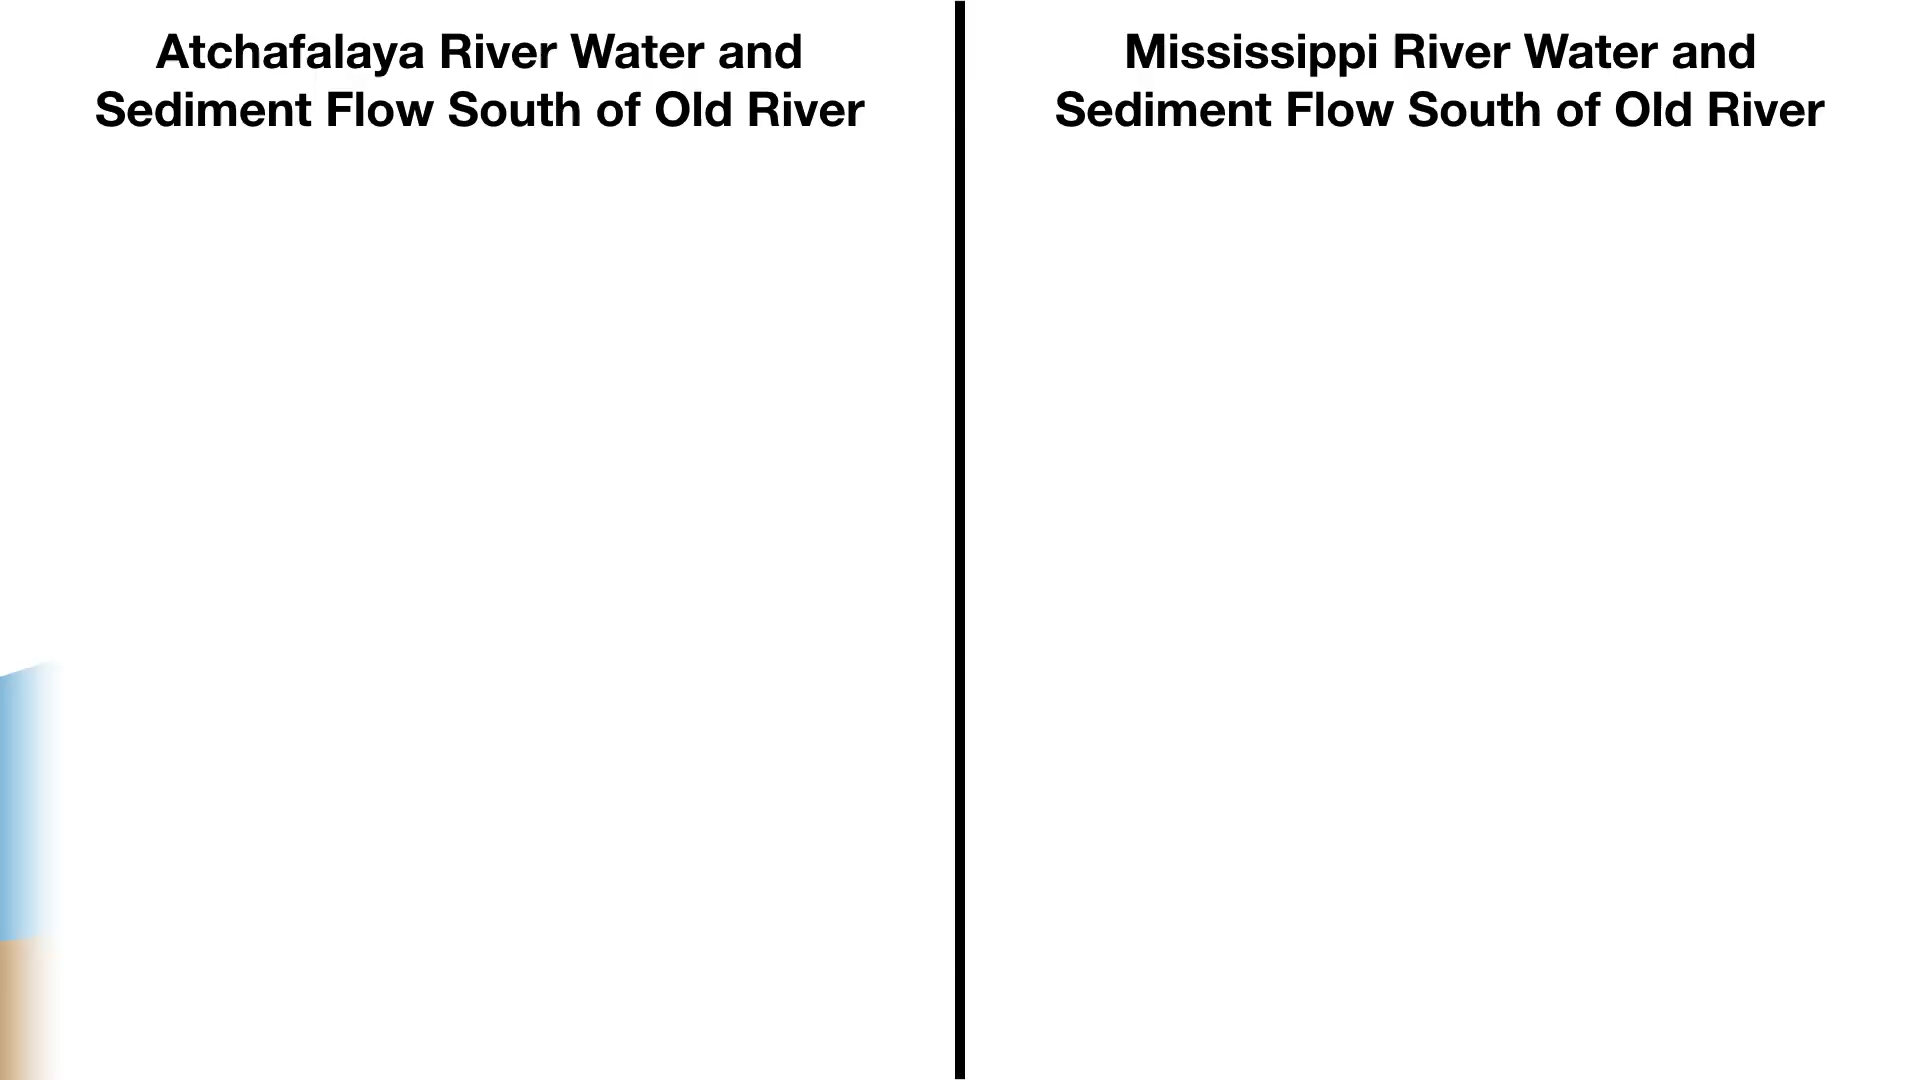 Atchafalaya River Water and
Sediment Flow South of Old River
Mississippi River Water and
Sediment Flow South of Old River